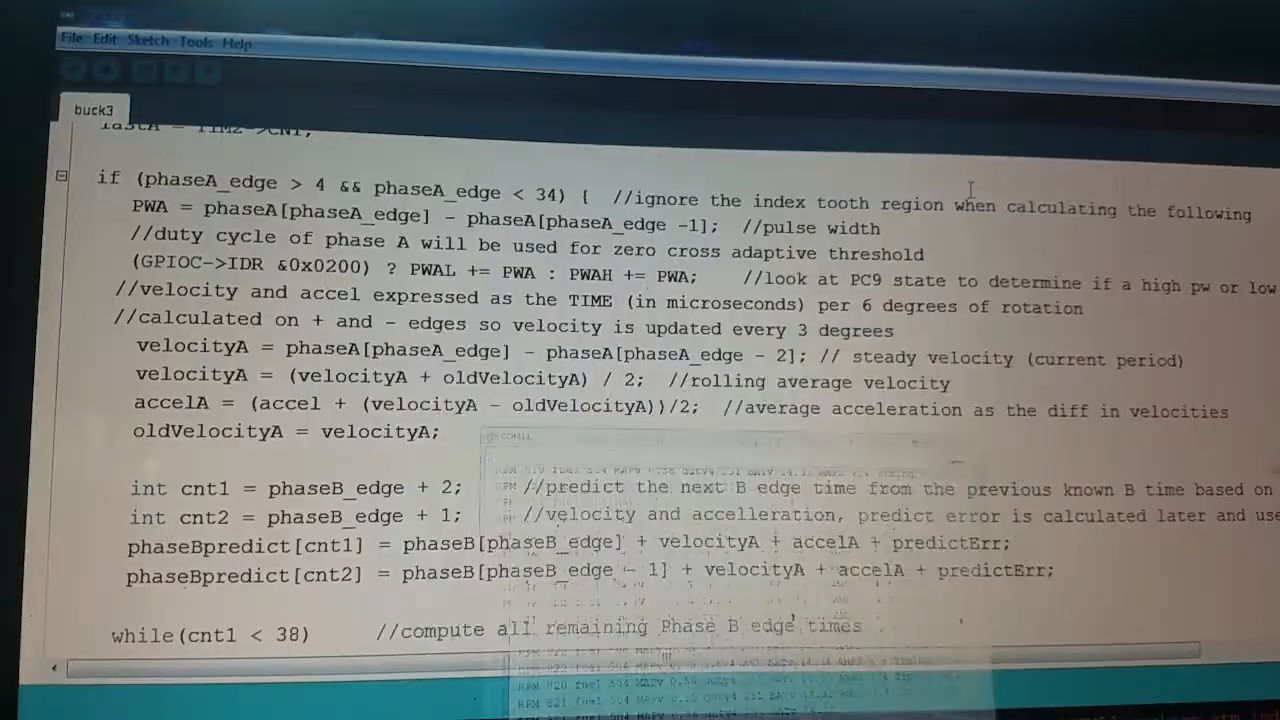 File Edit Sketch Tools Help
buck3
if (phaseA_edge > 4 && phaseA_edge < 34) { //ignore the index tooth region when calculating the following
PWA = phaseA[phaseA_edge] - phaseA[phaseA_edge -1]; //pulse width
//duty cycle of phase A will be used for zero cross adaptive threshold
(GPIOC->IDR &0x0200) ? PWAL += PWA : PWAH += PWA; //look at PC9 state to determine if a high pw or low
//velocity and accel expressed as the TIME (in microseconds) per 6 degrees of rotation
//calculated on + and - edges so velocity is updated every 3 degrees
velocityA = phaseA[phaseA_edge] - phaseA[phaseA_edge - 2]; // steady velocity (current period)
velocityA = (velocityA + oldVelocityA) / 2; //rolling average velocity
accelA = (accel + (velocityA - oldVelocityA))/2; //average acceleration as the diff in velocities
oldVelocityA = velocityA;
int cnt1 = phaseB_edge + 2; //predict the next B edge time from the previous known B time based on
int cnt2 = phaseB_edge + 1; //velocity and accelleration, predict error is calculated later and use
phaseBpredict[cnt1] = phaseB[phaseB_edge] + velocityA + accelA + predictErr;
phaseBpredict[cnt2] = phaseB[phaseB_edge - 1] + velocityA + accelA + predictErr;
while(cnt1 < 38) //compute all remaining Phase B edge times